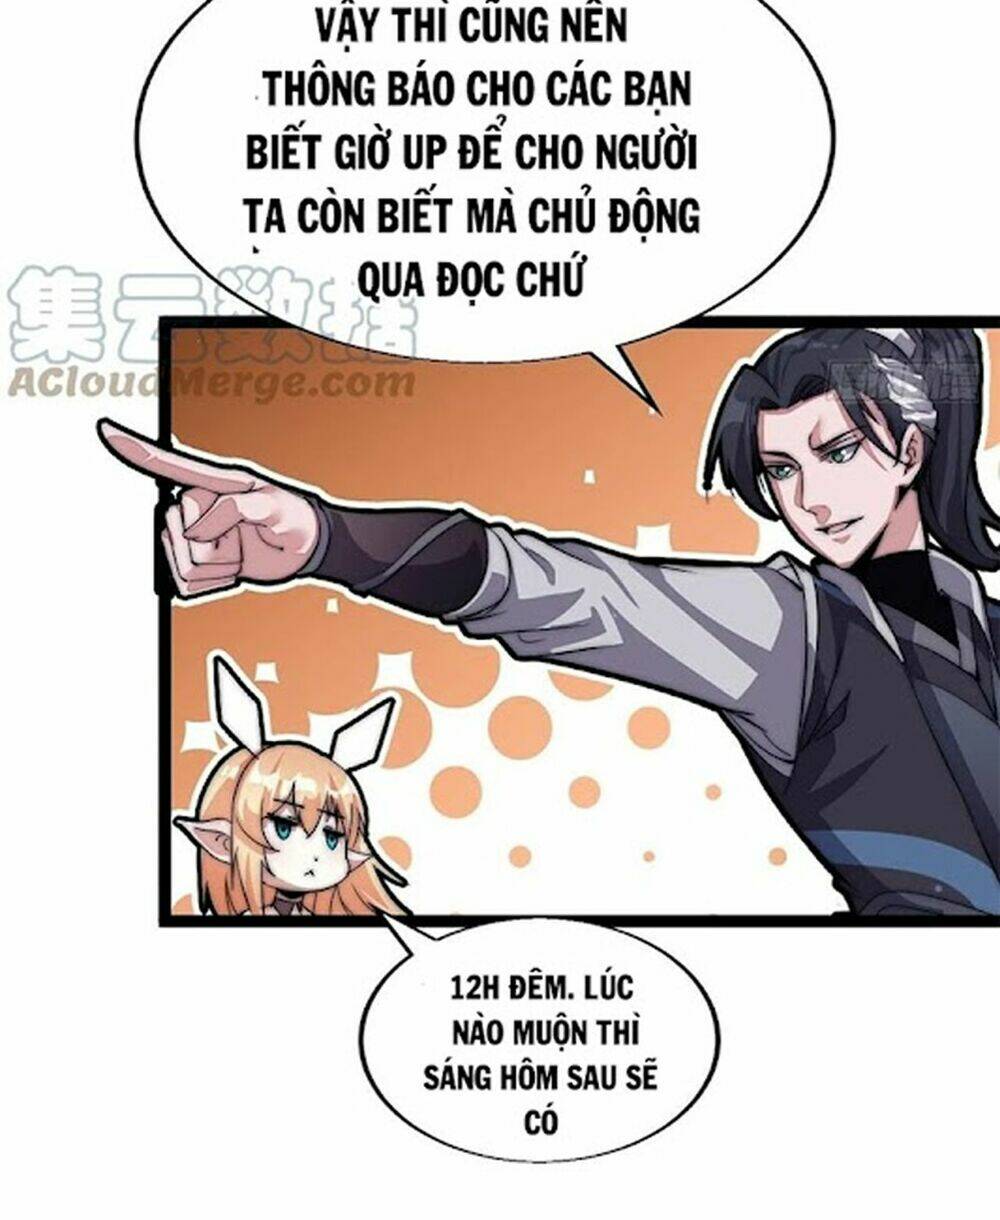 VẬY THÌ CŨNG NÊN
THÔNG BÁO CHO CÁC BẠN
BIẾT GIỜ UP ĐỂ CHO NGƯỜI
TA CÒN BIẾT MÀ CHỦ ĐỘNG
QUA ĐỌC CHỨ
集云数据
ACloudMerge.com
12H ĐÊM. LÚC
NÀO MUỘN THÌ
SÁNG HÔM SAU SẼ
CÓ